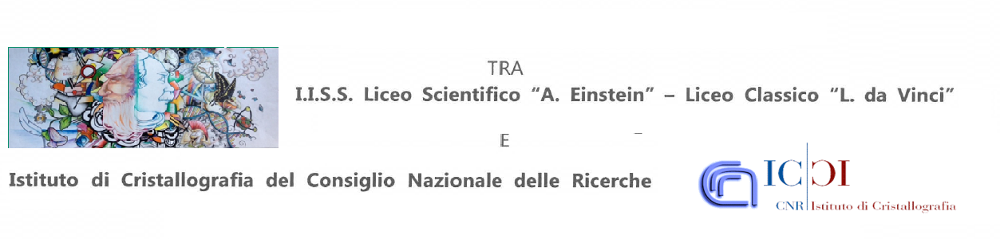 TRA
I.I.S.S. Liceo Scientifico “A. Einstein” – Liceo Classico “L. da Vinci”
E
Istituto di Cristallografia del Consiglio Nazionale delle Ricerche
IC CI
CNR Istituto di Cristallografia